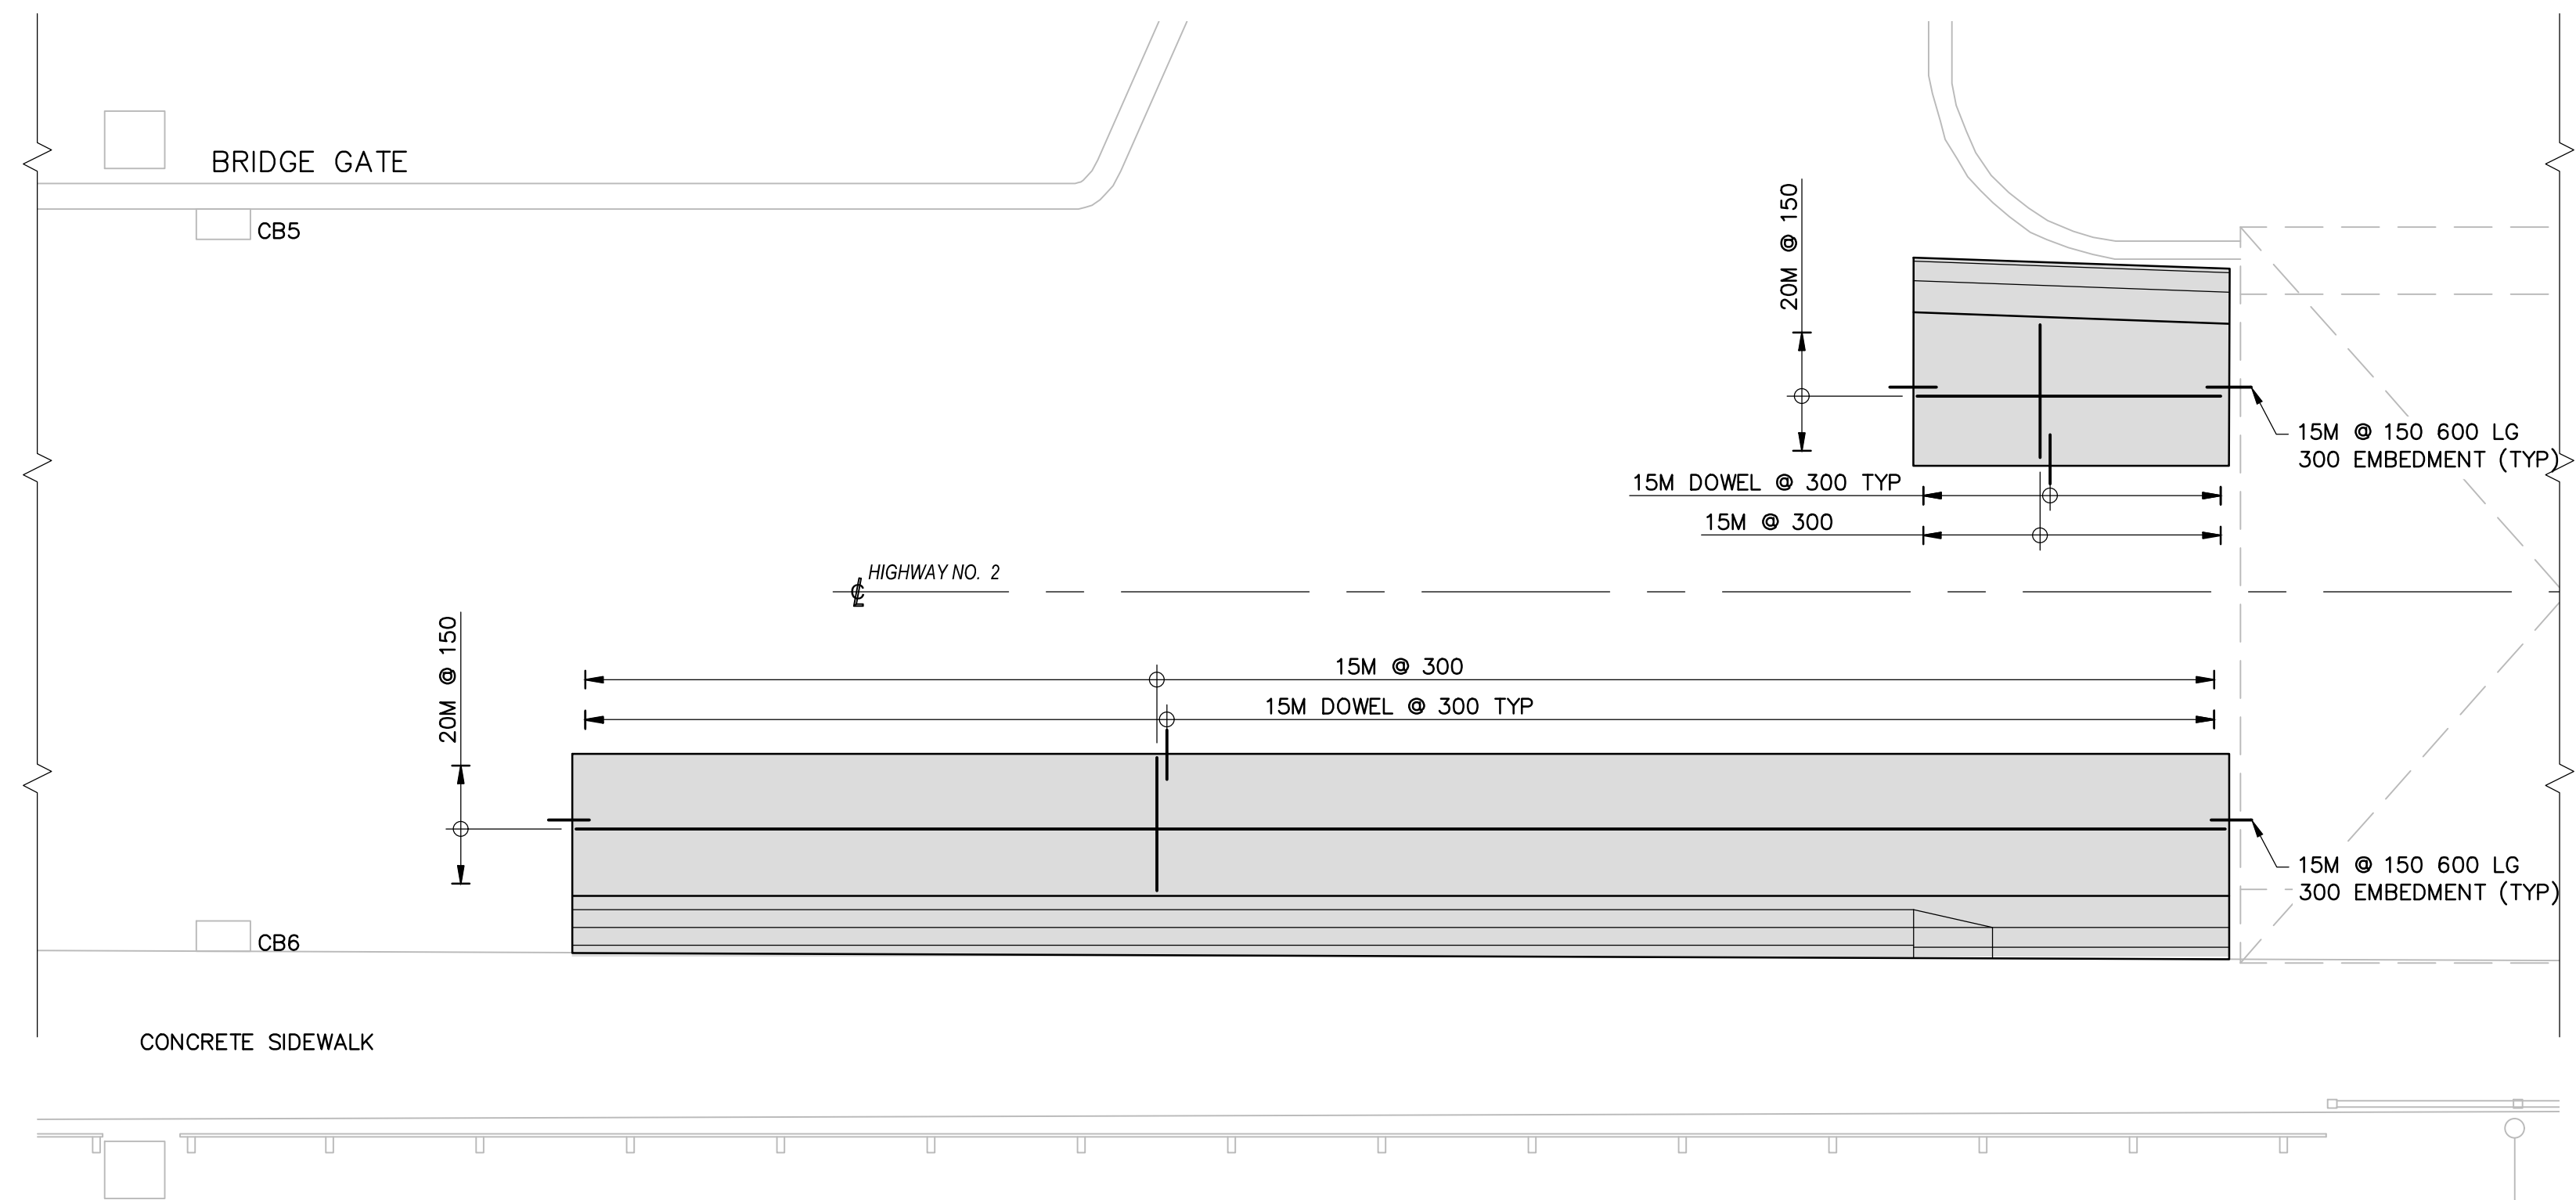 BRIDGE GATE
CB5
20M @ 150
15M @ 150 600 LG
300 EMBEDMENT (TYP)
15M DOWEL @ 300 TYP
15M @ 300
℄ HIGHWAY NO. 2
20M @ 150
15M @ 300
15M DOWEL @ 300 TYP
15M @ 150 600 LG
300 EMBEDMENT (TYP)
CB6
CONCRETE SIDEWALK